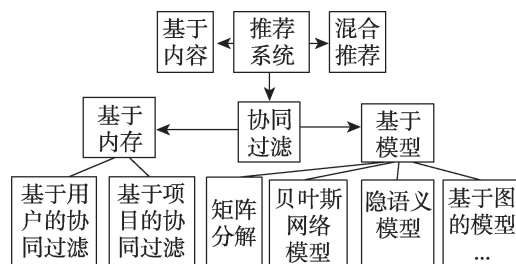 基于
内容
推荐
系统
混合
推荐
基于
内存
协同
过滤
基于
模型
基于用
户的协
同过滤
基于项
目的协
同过滤
矩阵
分解
贝叶斯
网络
模型
隐语义
模型
基于图
的模型
...